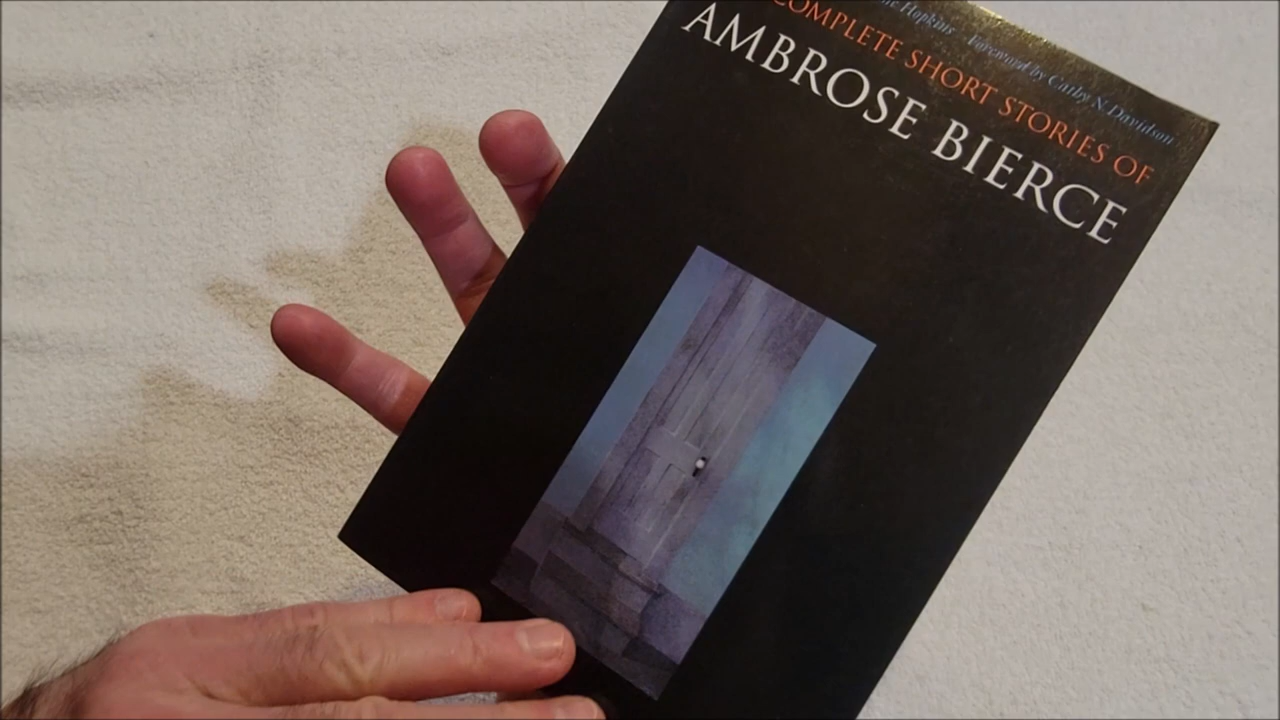 Hopkins Foreword by Cathy N. Davidson
COMPLETE SHORT STORIES OF
AMBROSE BIERCE